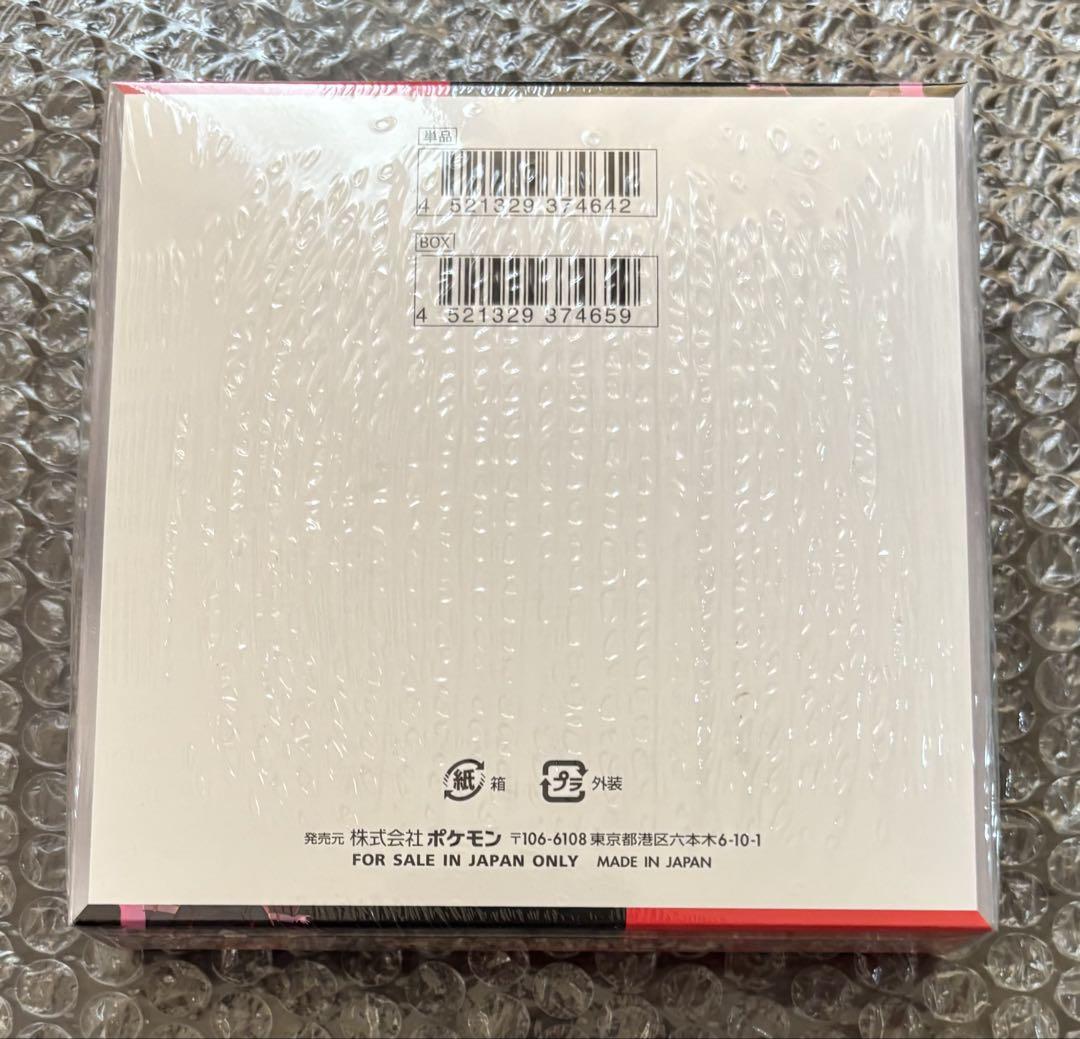 単品
4 521329 374642
BOX
4 521329 374659
紙 箱 プラ 外装
発売元 株式会社 ポケモン 〒106-6108 東京都港区六本木6-10-1
FOR SALE IN JAPAN ONLY MADE IN JAPAN